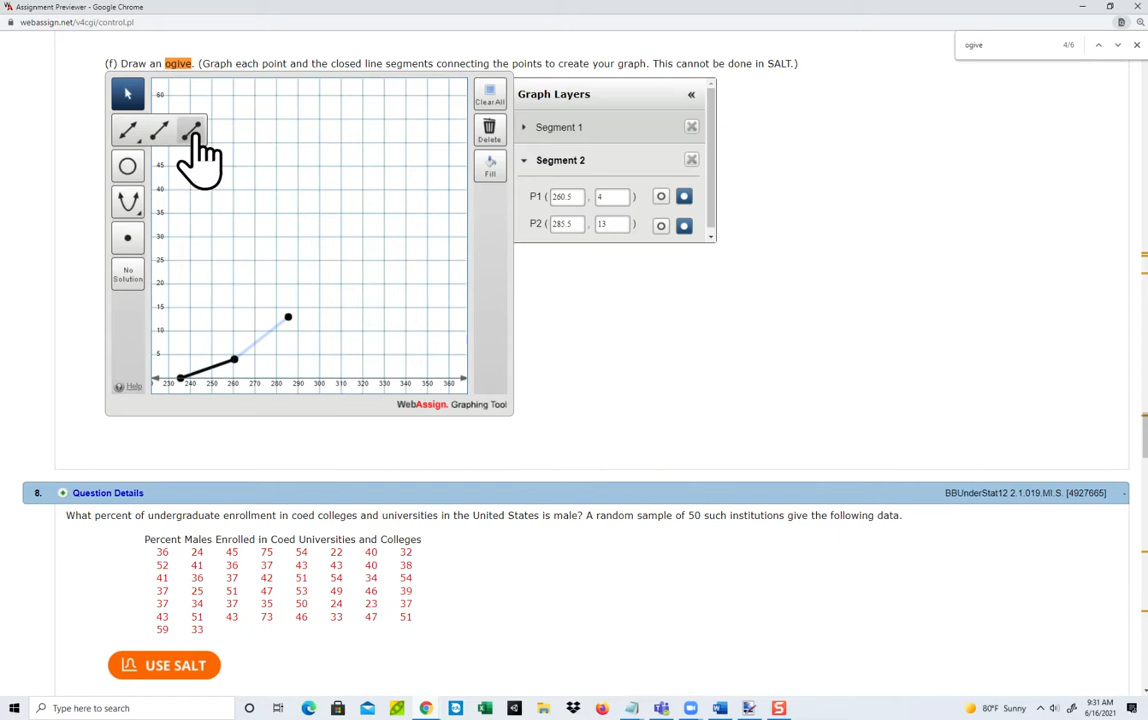 Assignment Previewer - Google Chrome
webassign.net/v4cgi/control.pl
ogive 4/6
(f) Draw an ogive. (Graph each point and the closed line segments connecting the points to create your graph. This cannot be done in SALT.)
Clear All
Delete
Fill
No Solution
Help
60
45
40
35
30
25
20
15
10
5
230 240 250 260 270 280 290 300 310 320 330 340 350 360
WebAssign. Graphing Tool
Graph Layers «
Segment 1
Segment 2
P1 ( 260.5 , 4 )
P2 ( 285.5 , 13 )
8. Question Details BBUnderStat12 2.1.019.MI.S. [4927665] -
What percent of undergraduate enrollment in coed colleges and universities in the United States is male? A random sample of 50 such institutions give the following data.
Percent Males Enrolled in Coed Universities and Colleges
36 24 45 75 54 22 40 32
52 41 36 37 43 43 40 38
41 36 37 42 51 54 34 54
37 25 51 47 53 49 46 39
37 34 37 35 50 24 23 37
43 51 43 73 46 33 47 51
59 33
USE SALT
Type here to search
80°F Sunny
9:31 AM
6/16/2021